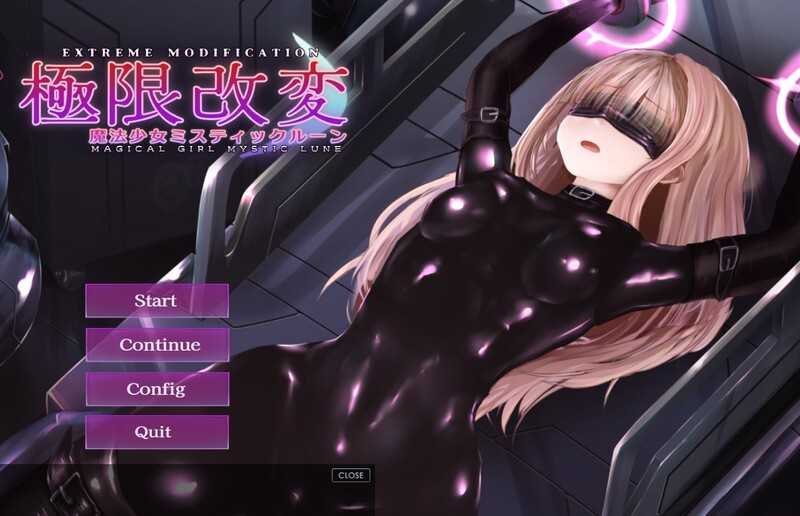 EXTREME MODIFICATION
極限改変
魔法少女ミスティックルーン
MAGICAL GIRL MYSTIC LUNE
Start
Continue
Config
Quit
CLOSE